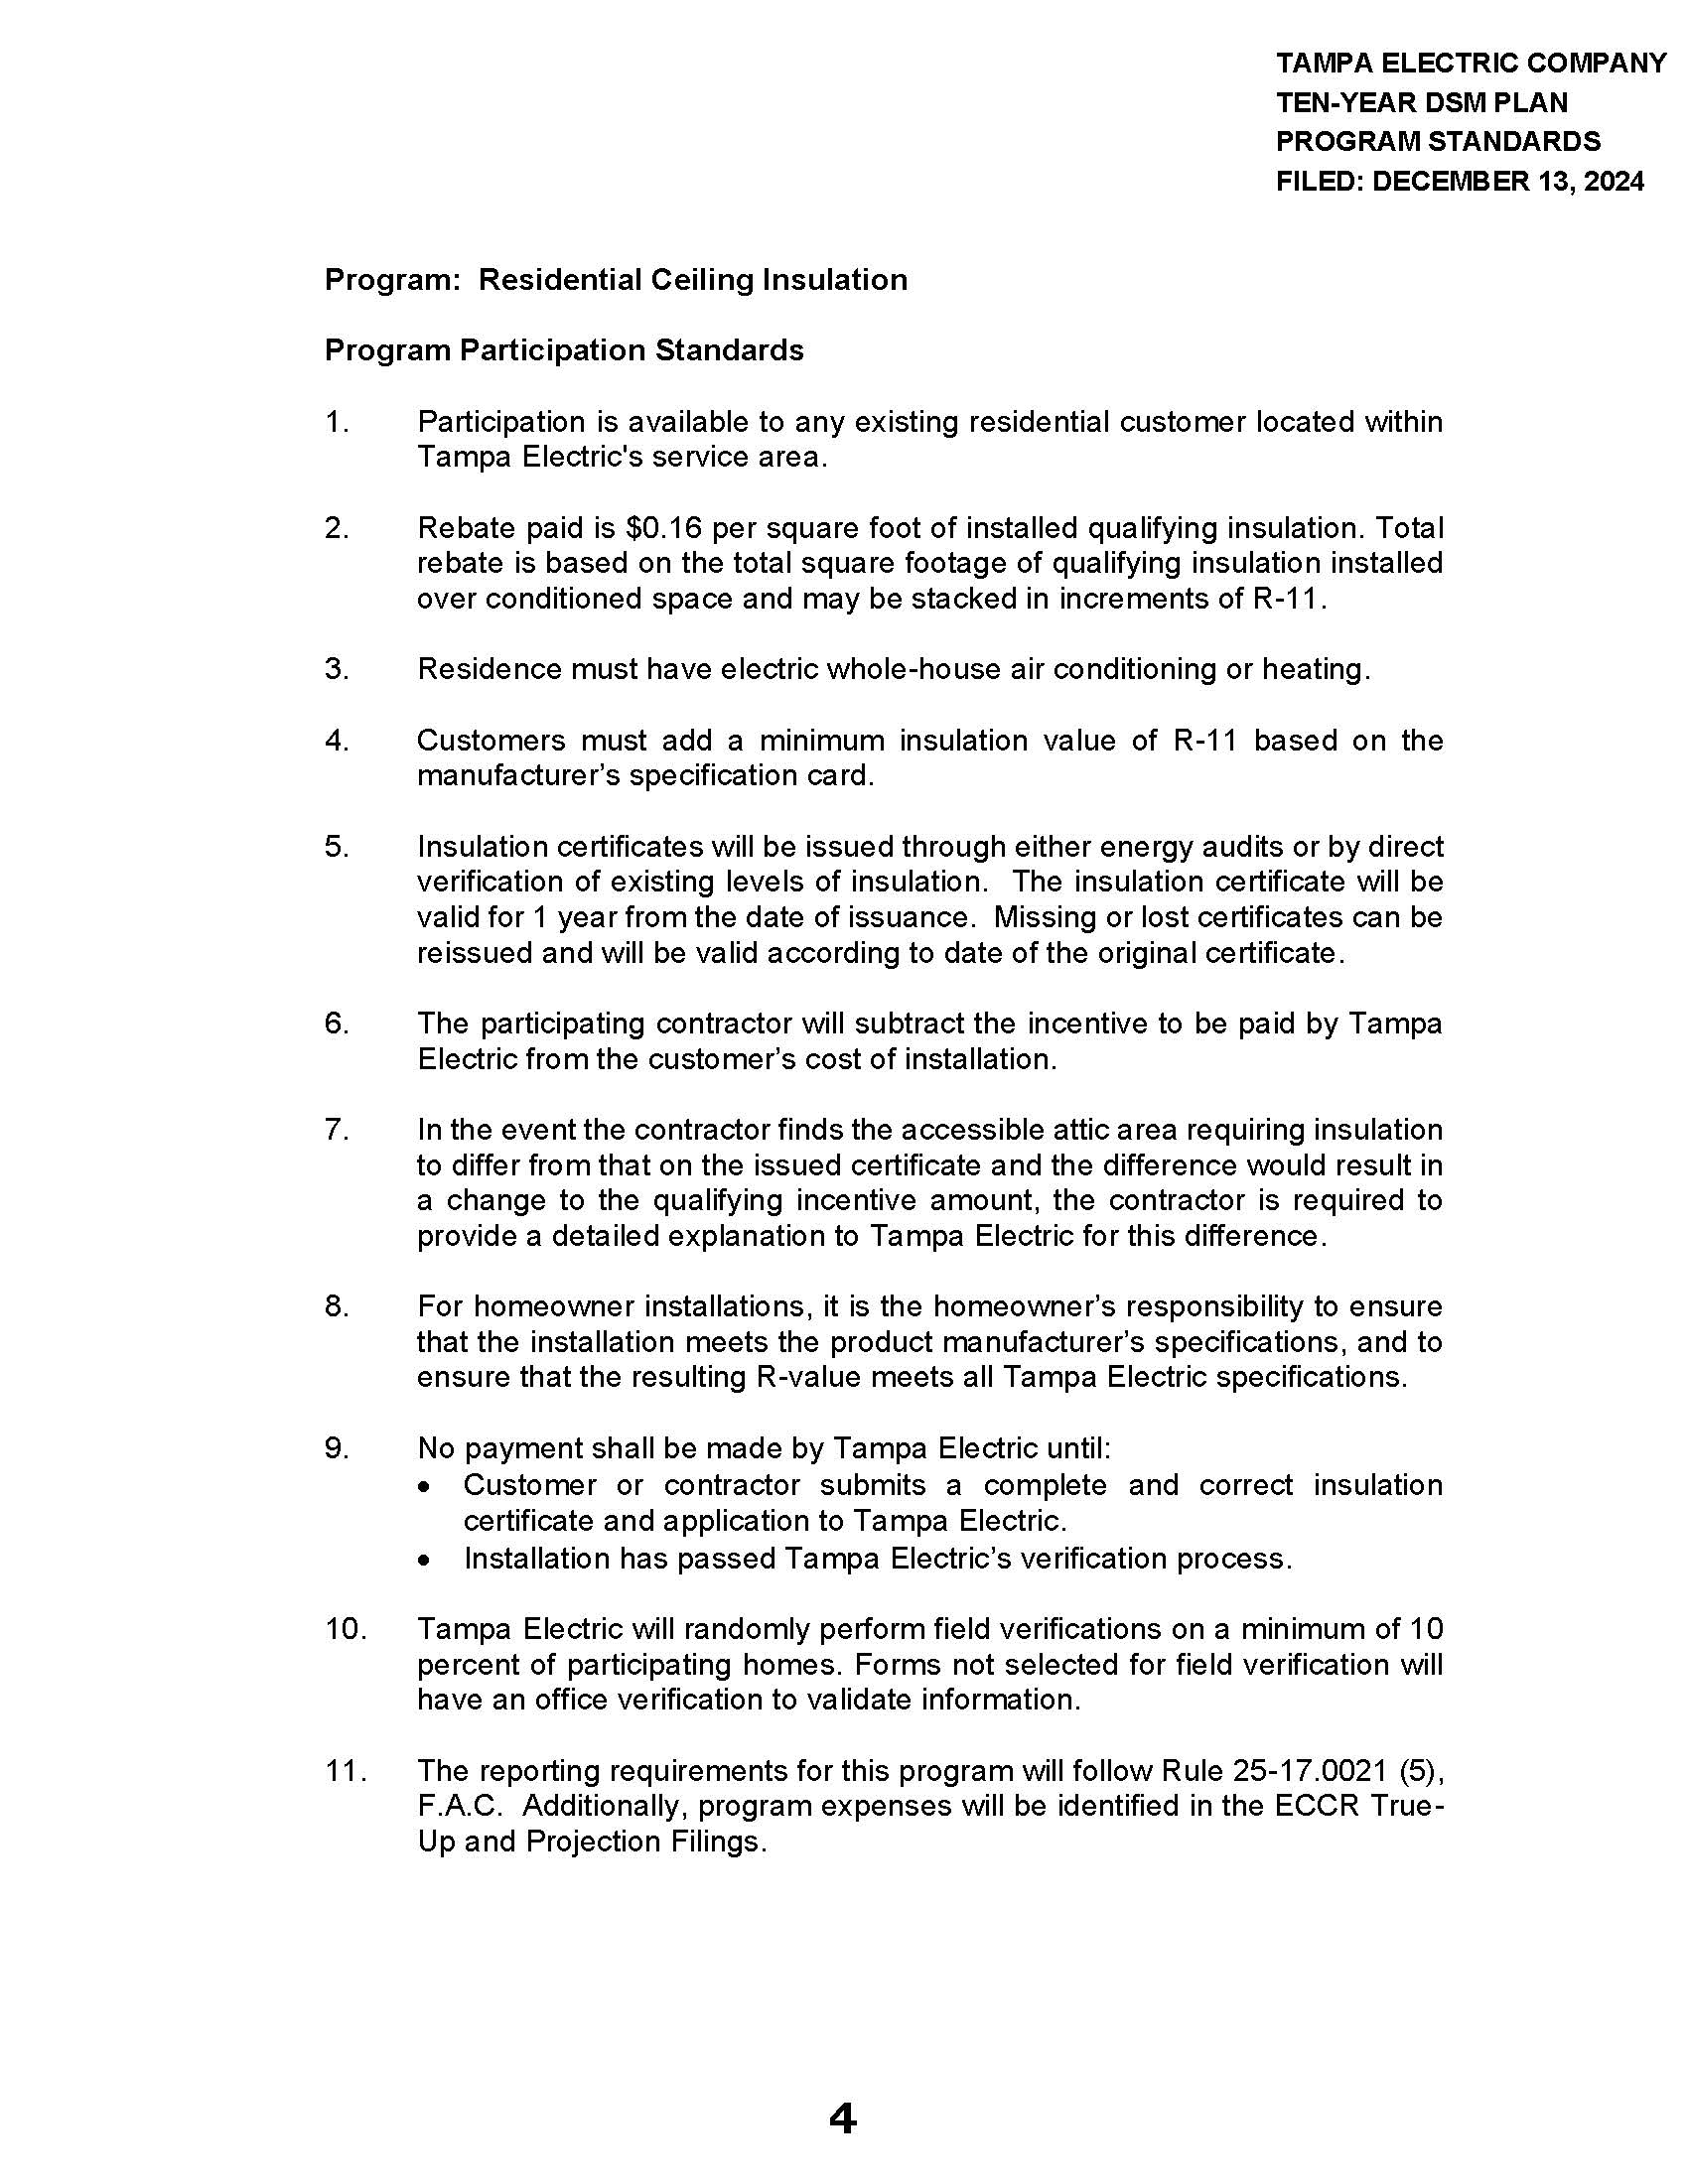 TAMPA ELECTRIC COMPANY
TEN-YEAR DSM PLAN
PROGRAM STANDARDS
FILED: DECEMBER 13, 2024
Program:  Residential Ceiling Insulation
Program Participation Standards
1. Participation is available to any existing residential customer located within
Tampa Electric's service area.
2. Rebate paid is $0.16 per square foot of installed qualifying insulation. Total
rebate is based on the total square footage of qualifying insulation installed
over conditioned space and may be stacked in increments of R-11.
3. Residence must have electric whole-house air conditioning or heating.
4. Customers must add a minimum insulation value of R-11 based on the
manufacturer’s specification card.
5. Insulation certificates will be issued through either energy audits or by direct
verification of existing levels of insulation.  The insulation certificate will be
valid for 1 year from the date of issuance.  Missing or lost certificates can be
reissued and will be valid according to date of the original certificate.
6. The participating contractor will subtract the incentive to be paid by Tampa
Electric from the customer’s cost of installation.
7. In the event the contractor finds the accessible attic area requiring insulation
to differ from that on the issued certificate and the difference would result in
a change to the qualifying incentive amount, the contractor is required to
provide a detailed explanation to Tampa Electric for this difference.
8. For homeowner installations, it is the homeowner’s responsibility to ensure
that the installation meets the product manufacturer’s specifications, and to
ensure that the resulting R-value meets all Tampa Electric specifications.
9. No payment shall be made by Tampa Electric until:
• Customer or contractor submits a complete and correct insulation
certificate and application to Tampa Electric.
• Installation has passed Tampa Electric’s verification process.
10. Tampa Electric will randomly perform field verifications on a minimum of 10
percent of participating homes. Forms not selected for field verification will
have an office verification to validate information.
11. The reporting requirements for this program will follow Rule 25-17.0021 (5),
F.A.C.  Additionally, program expenses will be identified in the ECCR True-
Up and Projection Filings.
4